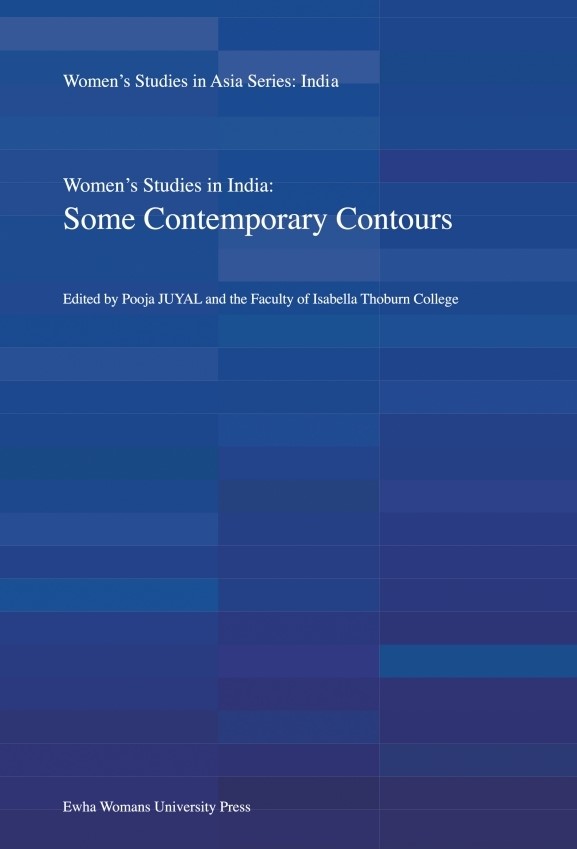 Women’s Studies in Asia Series: India
Women’s Studies in India:
Some Contemporary Contours
Edited by Pooja JUYAL and the Faculty of Isabella Thoburn College
Ewha Womans University Press